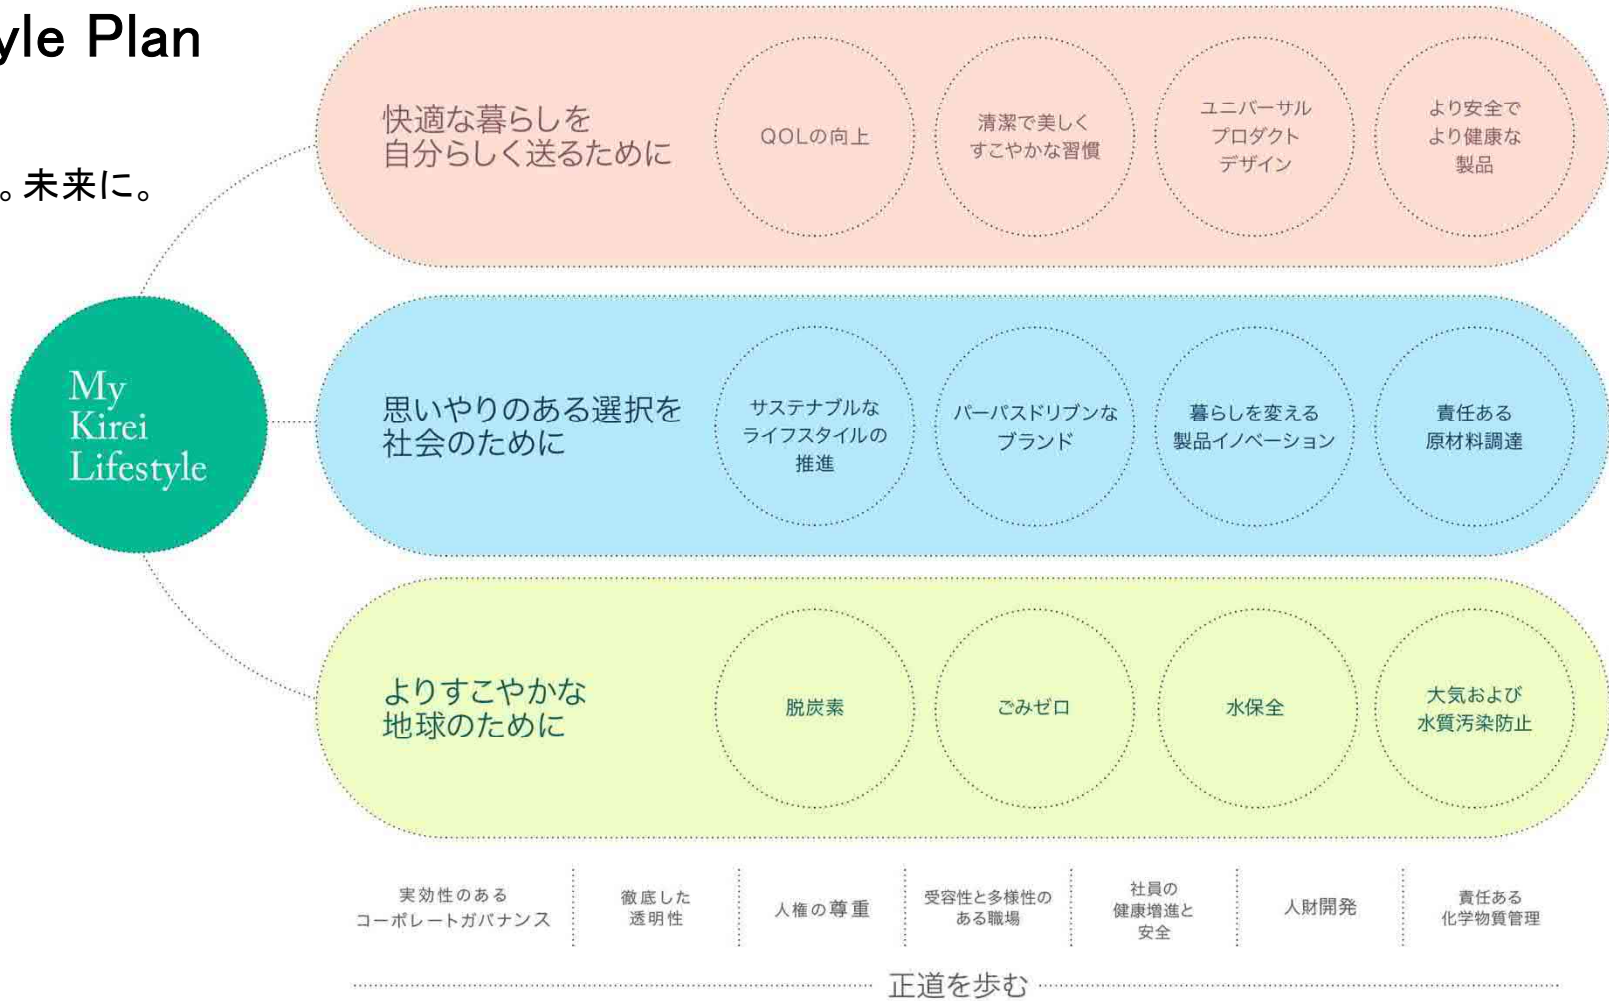 yle Plan
。未来に。
My
Kirei
Lifestyle
快適な暮らしを
自分らしく送るために
QOLの向上
清潔で美しく
すこやかな習慣
ユニバーサル
プロダクト
デザイン
より安全で
より健康な
製品
思いやりのある選択を
社会のために
サステナブルな
ライフスタイルの
推進
パーパスドリブンな
ブランド
暮らしを変える
製品イノベーション
責任ある
原材料調達
よりすこやかな
地球のために
脱炭素
ごみゼロ
水保全
大気および
水質汚染防止
実効性のある
コーポレートガバナンス
徹底した
透明性
人権の尊重
受容性と多様性の
ある職場
社員の
健康増進と
安全
人財開発
責任ある
化学物質管理
正道を歩む